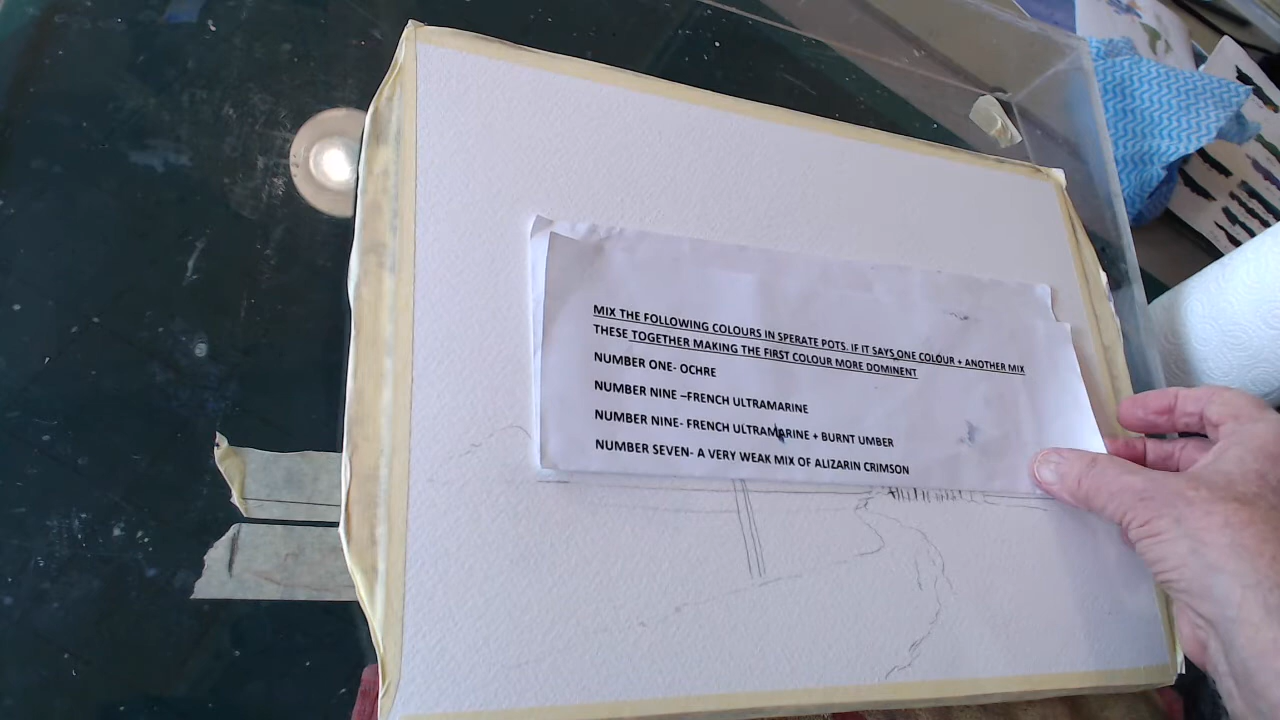 MIX THE FOLLOWING COLOURS IN SPERATE POTS. IF IT SAYS ONE COLOUR + ANOTHER MIX
THESE TOGETHER MAKING THE FIRST COLOUR MORE DOMINENT
NUMBER ONE- OCHRE
NUMBER NINE –FRENCH ULTRAMARINE
NUMBER NINE- FRENCH ULTRAMARINE + BURNT UMBER
NUMBER SEVEN- A VERY WEAK MIX OF ALIZARIN CRIMSON